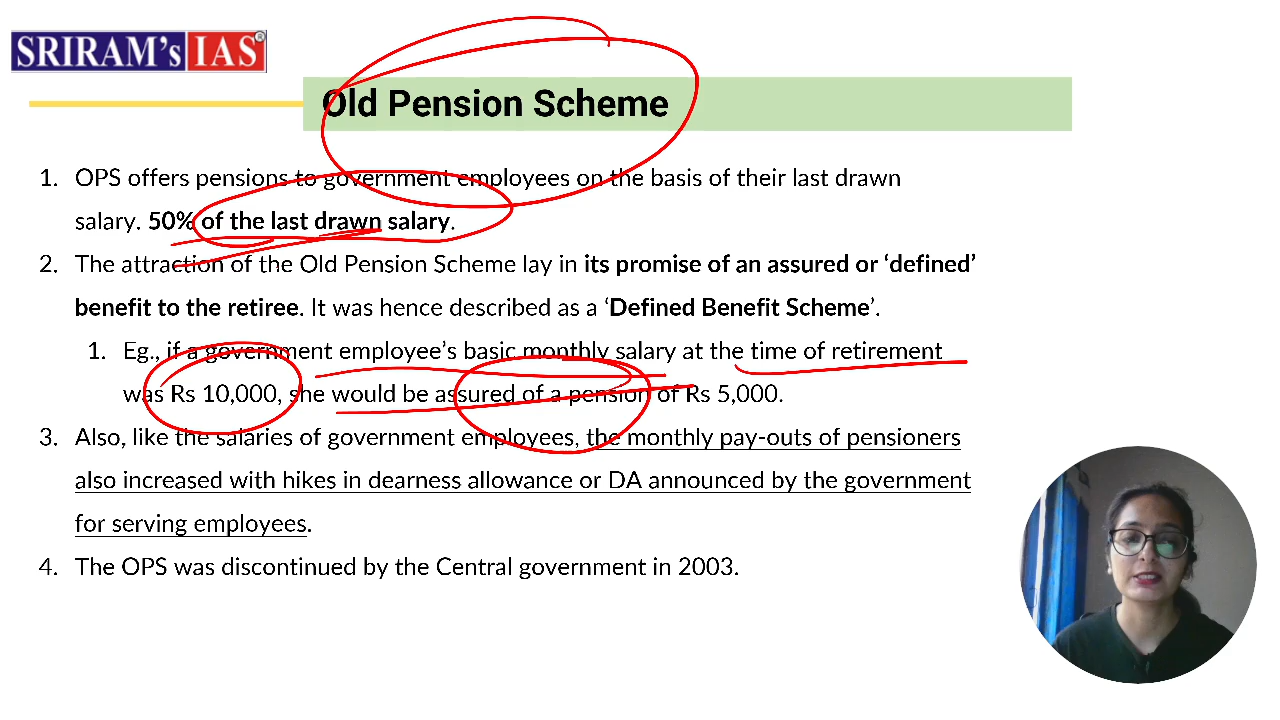 SRIRAM's IAS®
Old Pension Scheme
1. OPS offers pensions to government employees on the basis of their last drawn
salary. 50% of the last drawn salary.
2. The attraction of the Old Pension Scheme lay in its promise of an assured or ‘defined’
benefit to the retiree. It was hence described as a ‘Defined Benefit Scheme’.
1. Eg., if a government employee’s basic monthly salary at the time of retirement
was Rs 10,000, she would be assured of a pension of Rs 5,000.
3. Also, like the salaries of government employees, the monthly pay-outs of pensioners
also increased with hikes in dearness allowance or DA announced by the government
for serving employees.
4. The OPS was discontinued by the Central government in 2003.